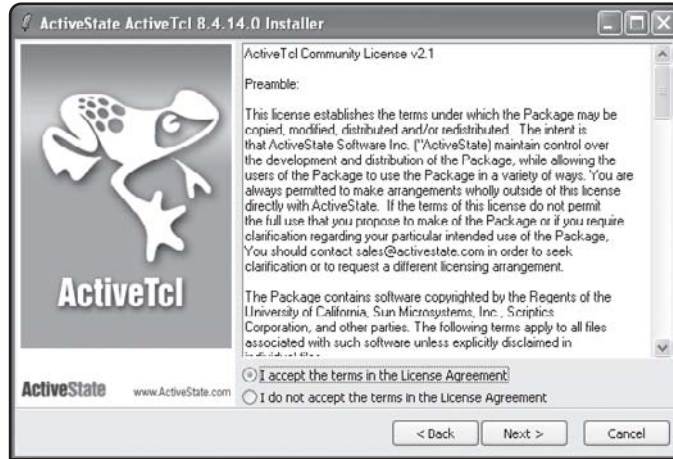 ActiveState ActiveTcl 8.4.14.0 Installer
ActiveTcl Community License v2.1
Preamble:
This license establishes the terms under which the Package may be
copied, modified, distributed and/or redistributed. The intent is
that ActiveState Software Inc. ("ActiveState) maintain control over
the development and distribution of the Package, while allowing the
users of the Package to use the Package in a variety of ways. You are
always permitted to make arrangements wholly outside of this license
directly with ActiveState. If the terms of this license do not permit
the full use that you propose to make of the Package or if you require
clarification regarding your particular intended use of the Package,
You should contact sales@activestate.com in order to seek
clarification or to request a different licensing arrangement.
The Package contains software copyrighted by the Regents of the
University of California, Sun Microsystems, Inc., Scriptics
Corporation, and other parties. The following terms apply to all files
associated with such software unless explicitly disclaimed in
individual files.
ActiveTcl
ActiveState www.ActiveState.com
I accept the terms in the License Agreement
I do not accept the terms in the License Agreement
< Back Next > Cancel